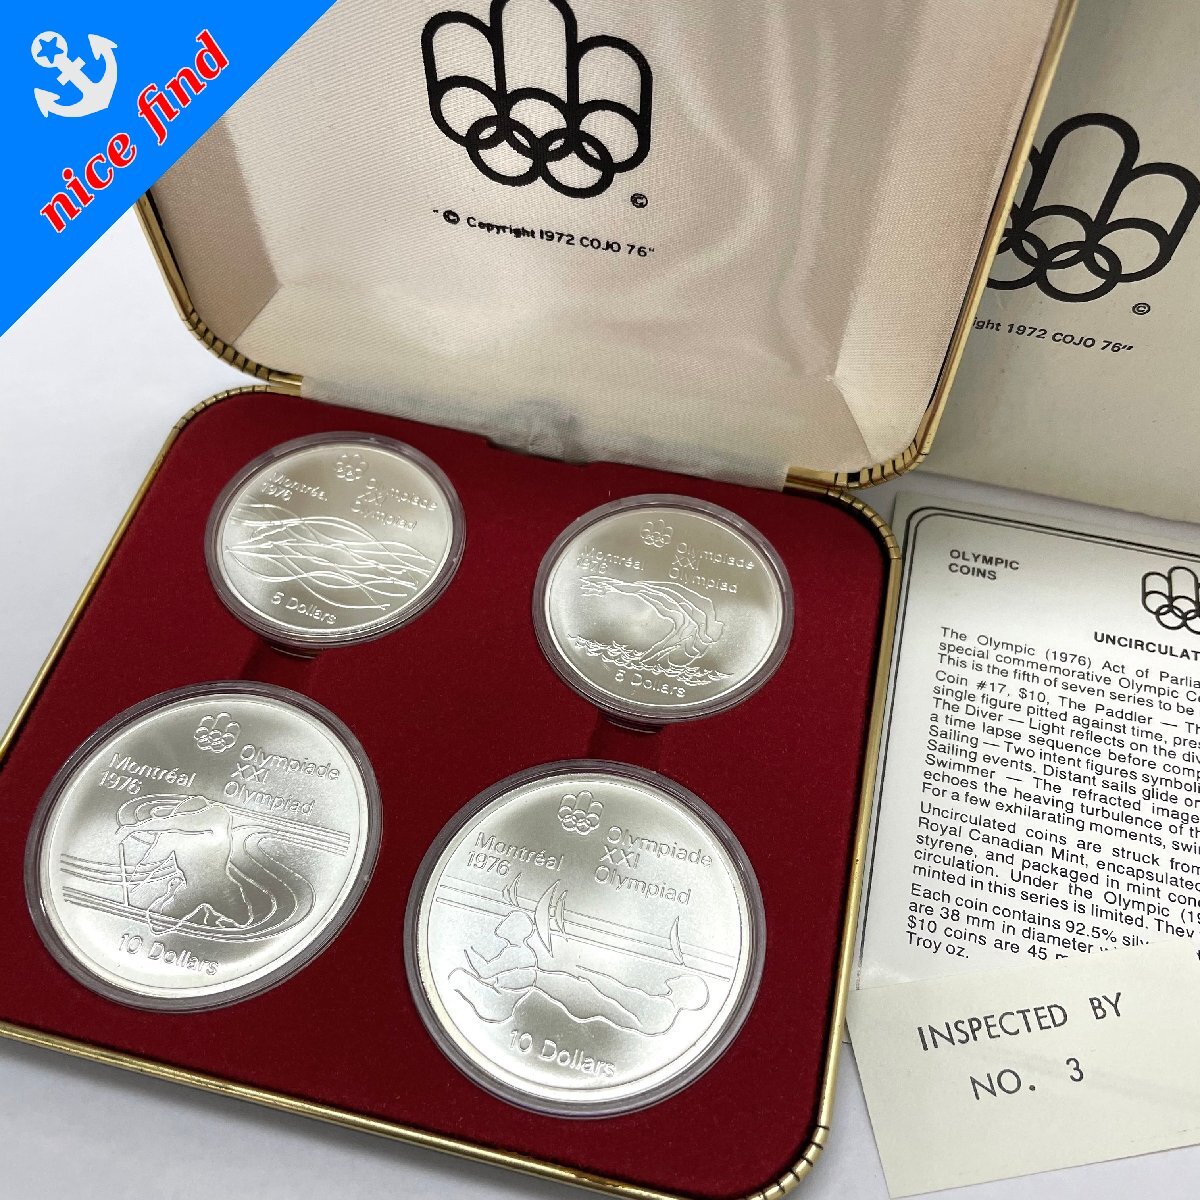 nice find
©
"© Copyright 1972 COJO 76"
©
ight 1972 COJO 76"
Montréal
1976
Olympiade
XXI
Olympiad
5 Dollars
Montréal
1976
Olympiade
XXI
Olympiad
5 Dollars
Montréal
1976
Olympiade
XXI
Olympiad
10 Dollars
Montréal
1976
Olympiade
XXI
Olympiad
10 Dollars
OLYMPIC
COINS
UNCIRCULAT
The Olympic (1976) Act of Parlia
special commemorative Olympic Co
This is the fifth of seven series to be
Coin #17, $10, The Paddler — Th
single figure pitted against time, pres
The Diver — Light reflects on the div
a time lapse sequence before comp
Sailing — Two intent figures symboli
Sailing events. Distant sails glide or
Swimmer — The refracted image
echoes the heaving turbulence of th
For a few exhilarating moments, swi
Uncirculated coins are struck from
Royal Canadian Mint, encapsulated
styrene, and packaged in mint con
circulation. Under the Olympic (1
minted in this series is limited. They
Each coin contains 92.5% silv
are 38 mm in diameter
$10 coins are 45 m
Troy oz.
INSPECTED BY
NO. 3